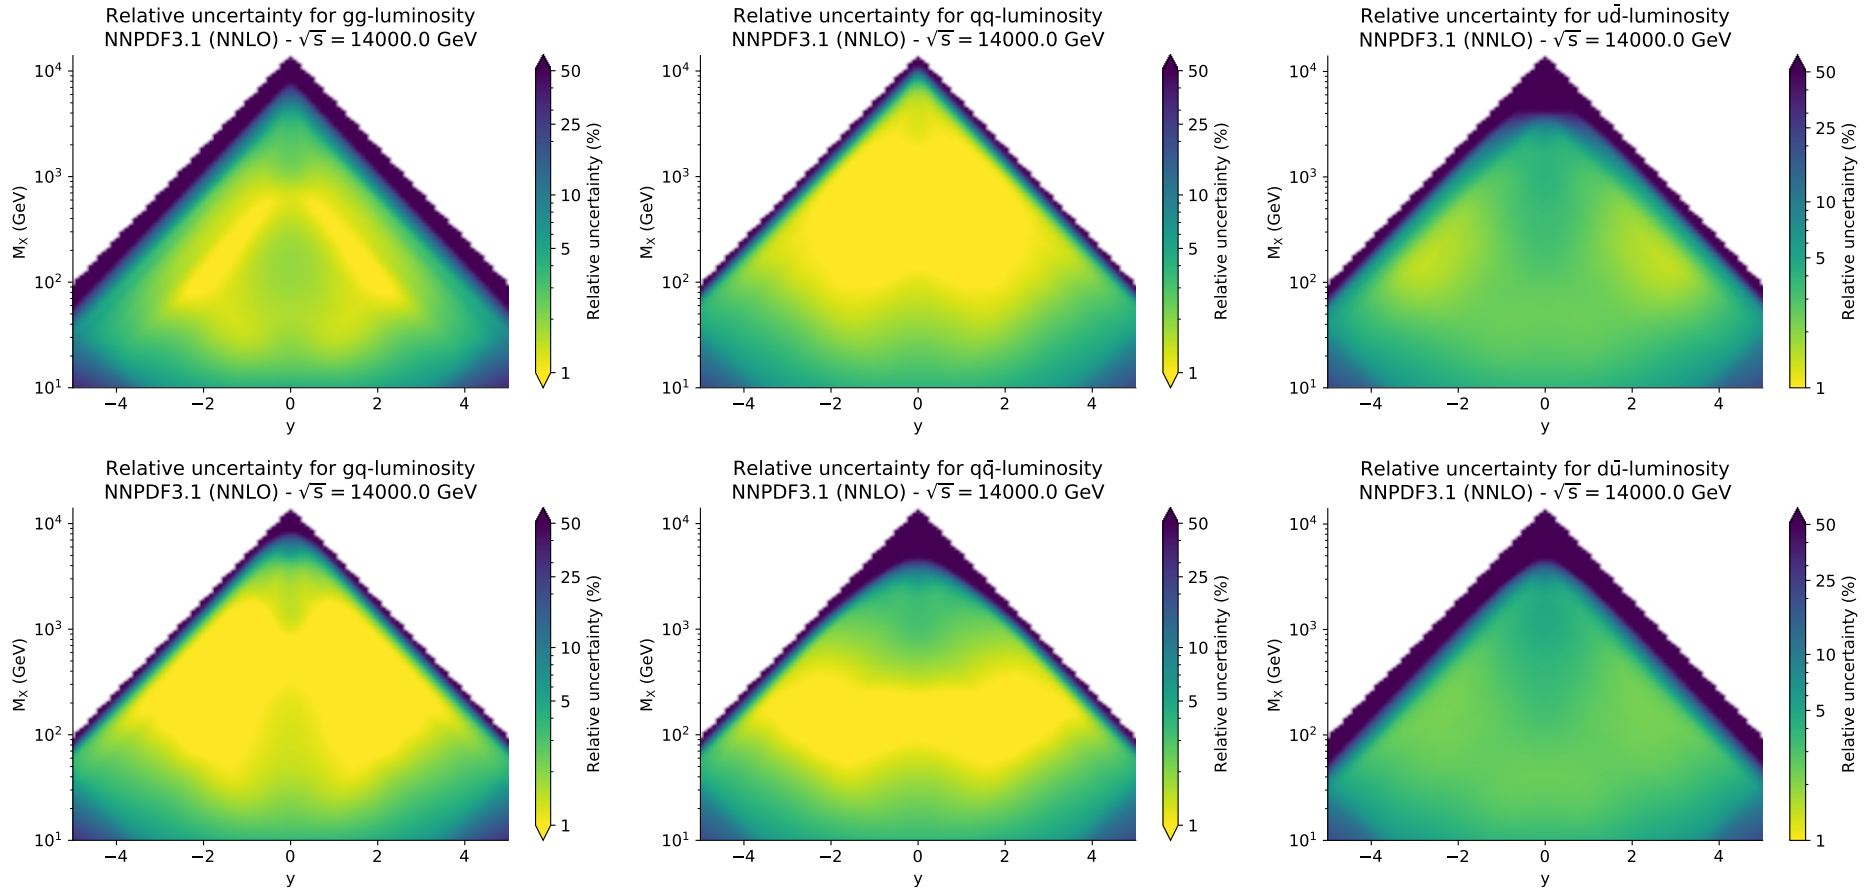 Relative uncertainty for gg-luminosity
NNPDF3.1 (NNLO) - √s = 14000.0 GeV
10⁴
10³
10²
10¹
M_X (GeV)
−4 −2 0 2 4
y
50
25
10
5
1
Relative uncertainty (%)
Relative uncertainty for qq-luminosity
NNPDF3.1 (NNLO) - √s = 14000.0 GeV
10⁴
10³
10²
10¹
M_X (GeV)
−4 −2 0 2 4
y
50
25
10
5
1
Relative uncertainty (%)
Relative uncertainty for ud̄-luminosity
NNPDF3.1 (NNLO) - √s = 14000.0 GeV
10⁴
10³
10²
10¹
M_X (GeV)
−4 −2 0 2 4
y
50
25
10
5
1
Relative uncertainty (%)
Relative uncertainty for gq-luminosity
NNPDF3.1 (NNLO) - √s = 14000.0 GeV
10⁴
10³
10²
10¹
M_X (GeV)
−4 −2 0 2 4
y
50
25
10
5
1
Relative uncertainty (%)
Relative uncertainty for qq̄-luminosity
NNPDF3.1 (NNLO) - √s = 14000.0 GeV
10⁴
10³
10²
10¹
M_X (GeV)
−4 −2 0 2 4
y
50
25
10
5
1
Relative uncertainty (%)
Relative uncertainty for dū-luminosity
NNPDF3.1 (NNLO) - √s = 14000.0 GeV
10⁴
10³
10²
10¹
M_X (GeV)
−4 −2 0 2 4
y
50
25
10
5
1
Relative uncertainty (%)